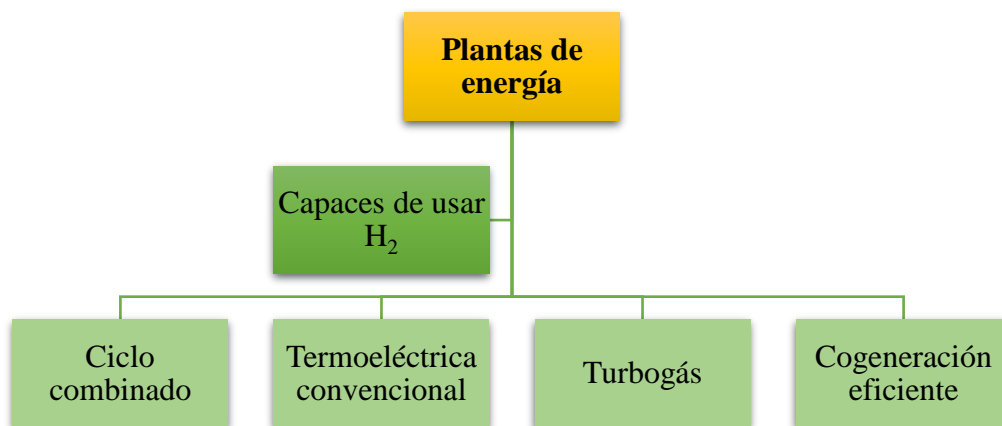 Plantas de
energía
Capaces de usar
H₂
Ciclo
combinado
Termoeléctrica
convencional
Turbogás
Cogeneración
eficiente